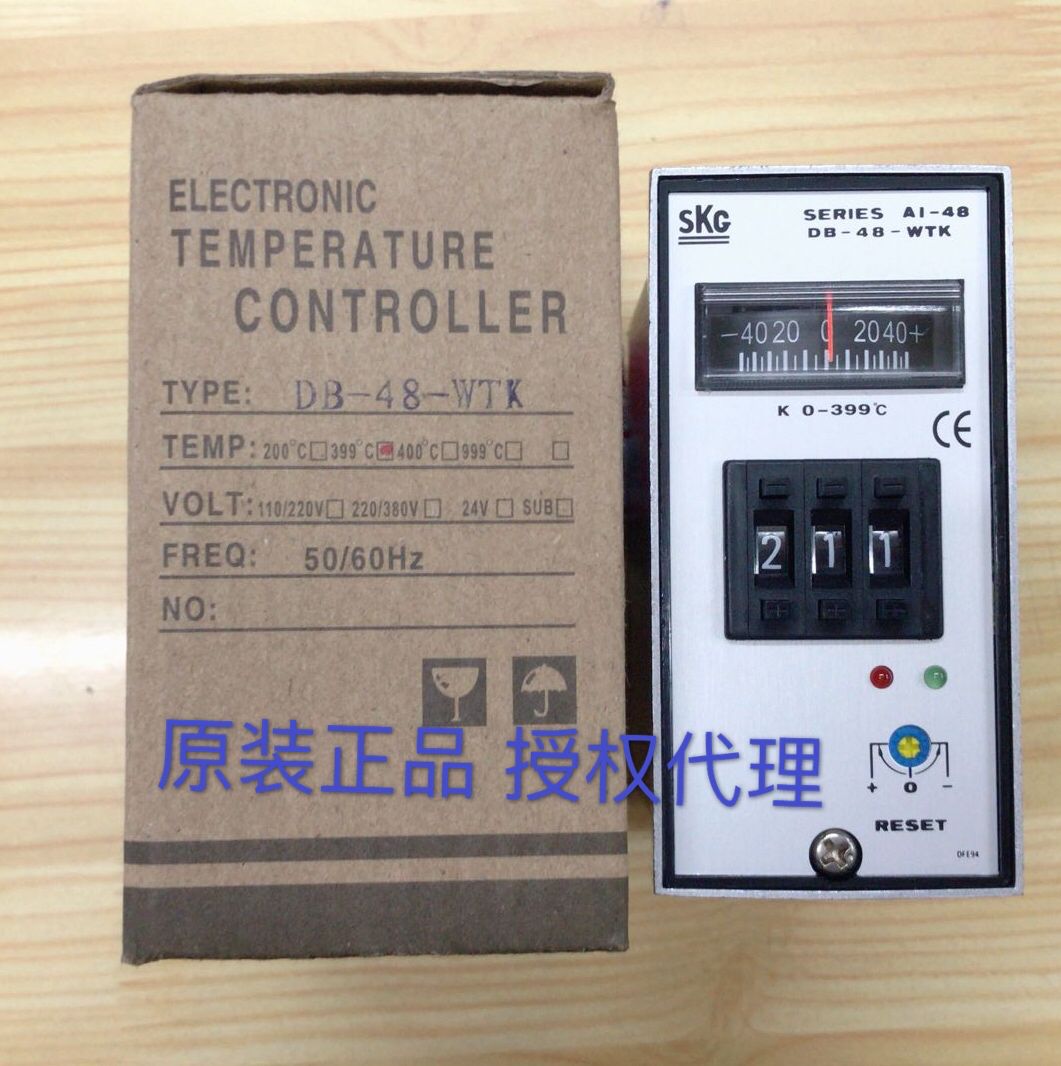 ELECTRONIC
TEMPERATURE
CONTROLLER
TYPE: DB-48-WTK
TEMP: 200°C 399°C 400°C 999°C
VOLT: 110/220V 220/380V 24V SUB
FREQ: 50/60Hz
NO:
原装正品 授权代理
SKG
SERIES AI-48
DB-48-WTK
-40 20 0 20 40+
K 0-399℃
CE
2 1 1
+ 0 -
RESET